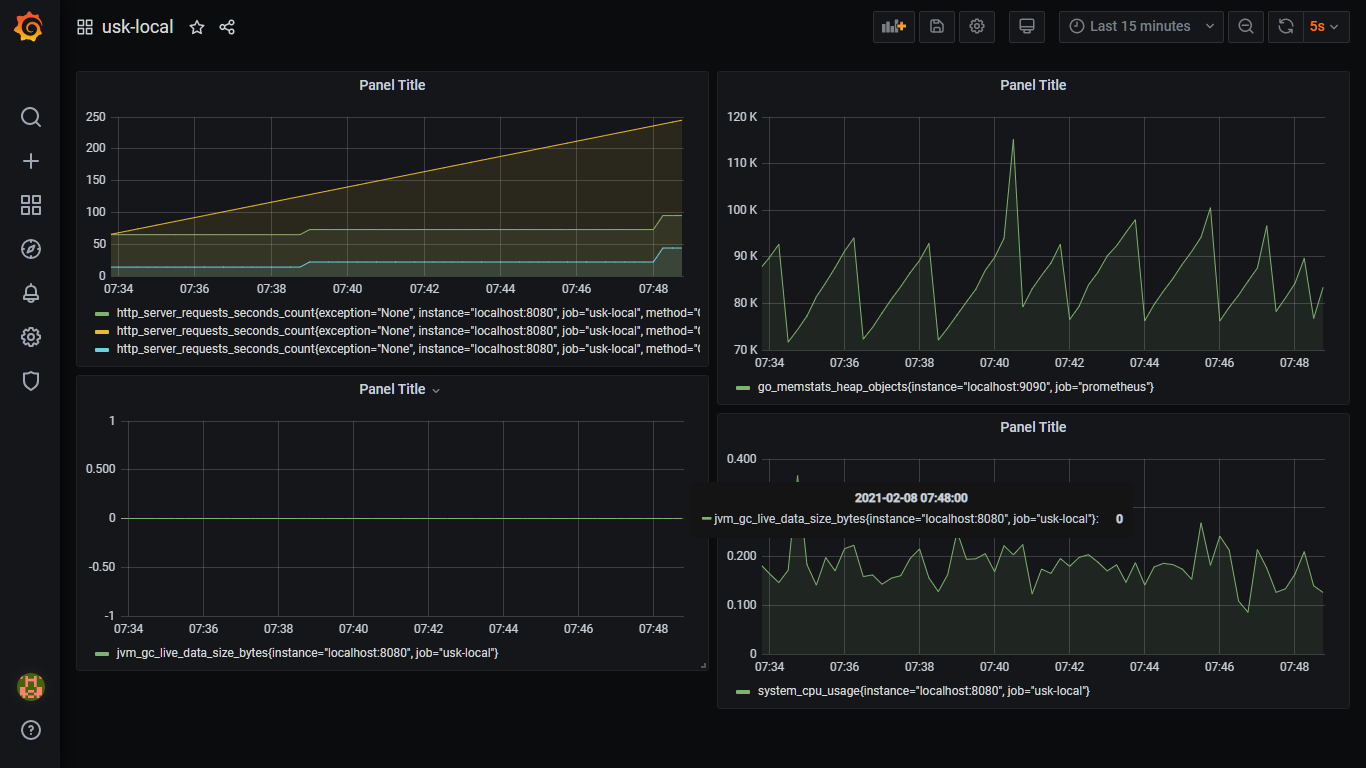 usk-local
Last 15 minutes
5s
Panel Title
250
200
150
100
50
0
07:34 07:36 07:38 07:40 07:42 07:44 07:46 07:48
http_server_requests_seconds_count{exception="None", instance="localhost:8080", job="usk-local", method="
http_server_requests_seconds_count{exception="None", instance="localhost:8080", job="usk-local", method="
http_server_requests_seconds_count{exception="None", instance="localhost:8080", job="usk-local", method="
Panel Title
120 K
110 K
100 K
90 K
80 K
70 K
07:34 07:36 07:38 07:40 07:42 07:44 07:46 07:48
go_memstats_heap_objects{instance="localhost:9090", job="prometheus"}
Panel Title
1
0.500
0
-0.50
-1
07:34 07:36 07:38 07:40 07:42 07:44 07:46 07:48
jvm_gc_live_data_size_bytes{instance="localhost:8080", job="usk-local"}
Panel Title
0.400
2021-02-08 07:48:00
jvm_gc_live_data_size_bytes{instance="localhost:8080", job="usk-local"}: 0
0.200
0.100
0
07:34 07:36 07:38 07:40 07:42 07:44 07:46 07:48
system_cpu_usage{instance="localhost:8080", job="usk-local"}